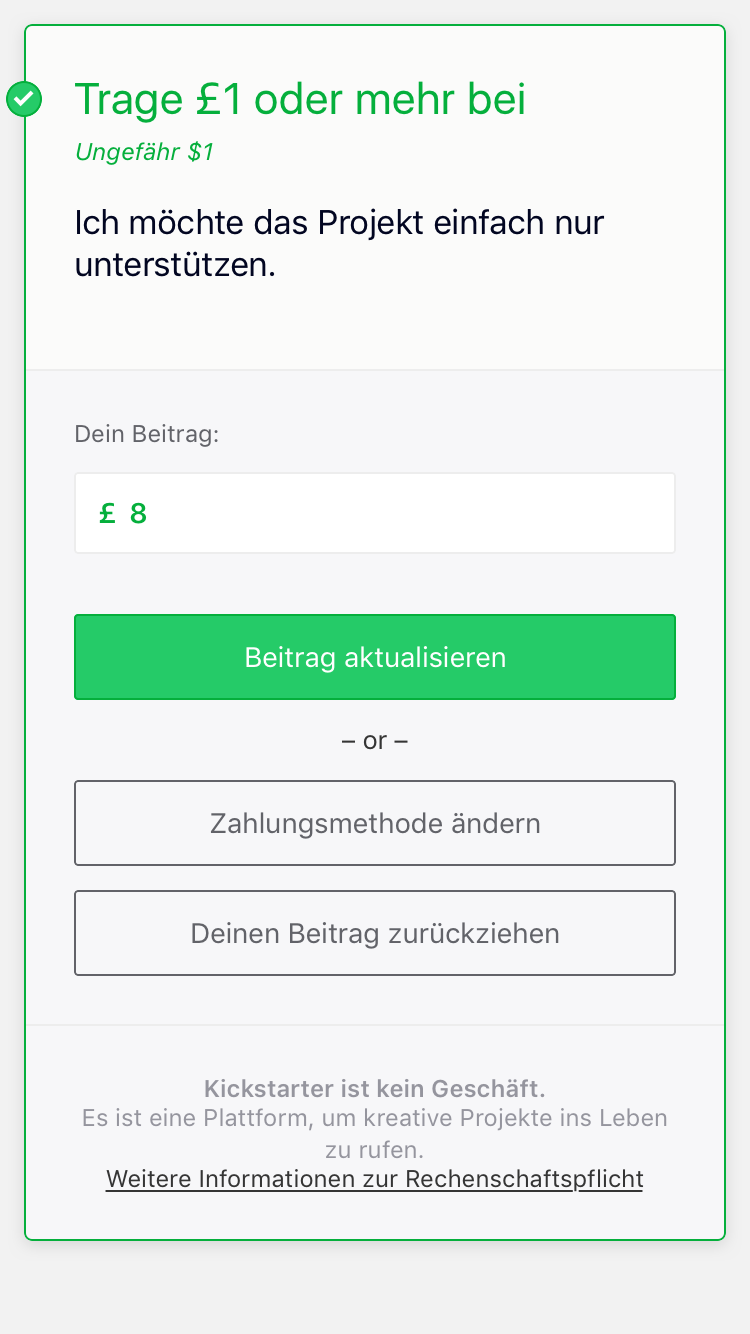 Trage £1 oder mehr bei
Ungefähr $1
Ich möchte das Projekt einfach nur
unterstützen.
Dein Beitrag:
£ 8
Beitrag aktualisieren
– or –
Zahlungsmethode ändern
Deinen Beitrag zurückziehen
Kickstarter ist kein Geschäft.
Es ist eine Plattform, um kreative Projekte ins Leben
zu rufen.
Weitere Informationen zur Rechenschaftspflicht